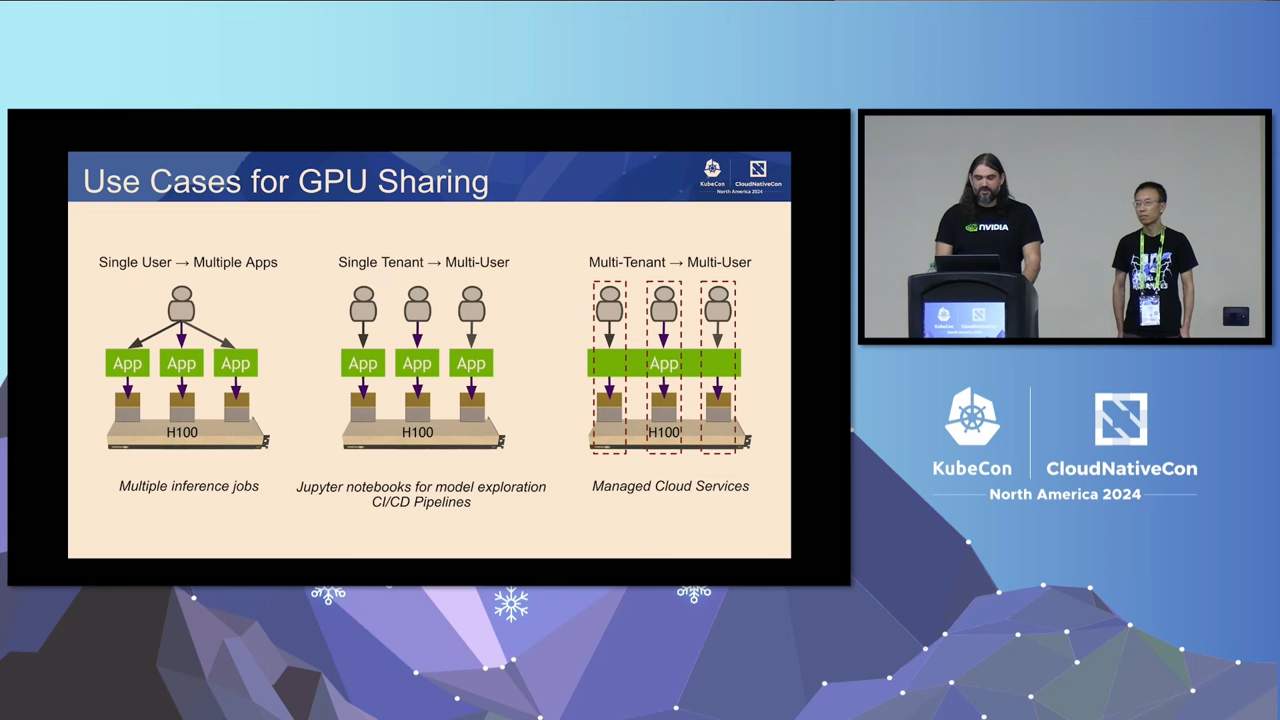 Use Cases for GPU Sharing
KubeCon
CloudNativeCon
North America 2024
Single User → Multiple Apps
Single Tenant → Multi-User
Multi-Tenant → Multi-User
App
App
App
App
App
App
App
H100
H100
H100
Multiple inference jobs
Jupyter notebooks for model exploration
CI/CD Pipelines
Managed Cloud Services
NVIDIA
KubeCon
CloudNativeCon
North America 2024